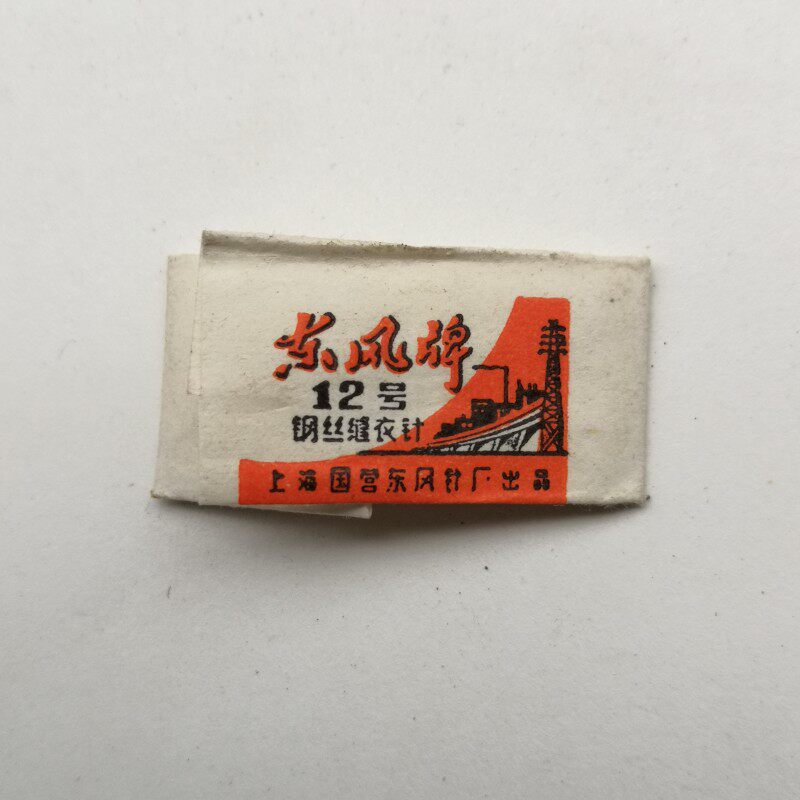 东风牌
12号
钢丝缝衣针
上海国营东风针厂出品